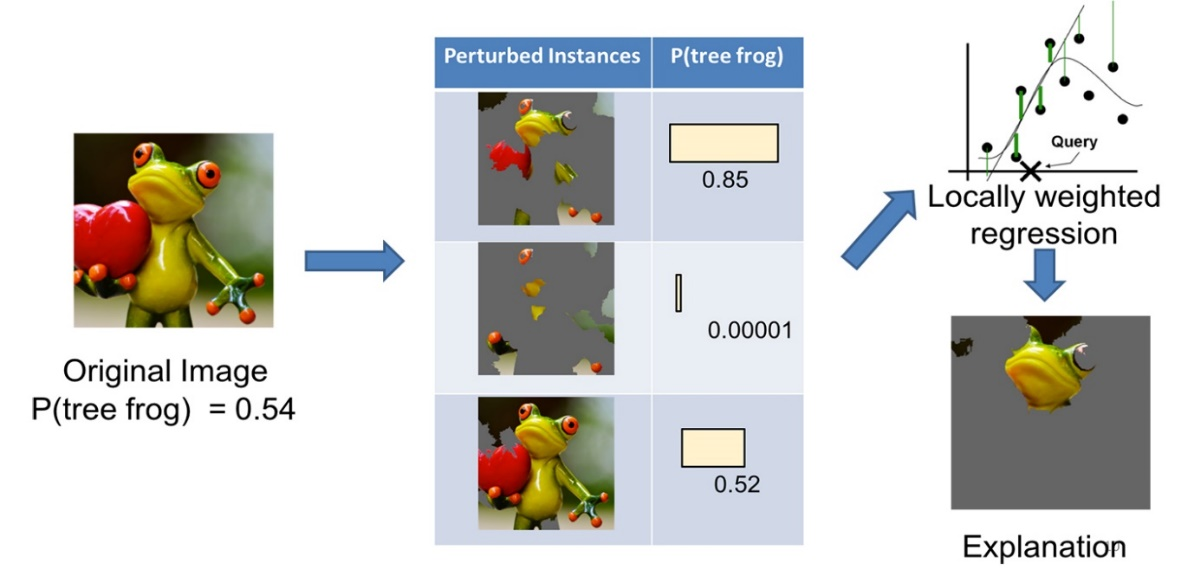 Original Image
P(tree frog) = 0.54
Perturbed Instances
P(tree frog)
0.85
0.00001
0.52
Query
Locally weighted
regression
Explanation